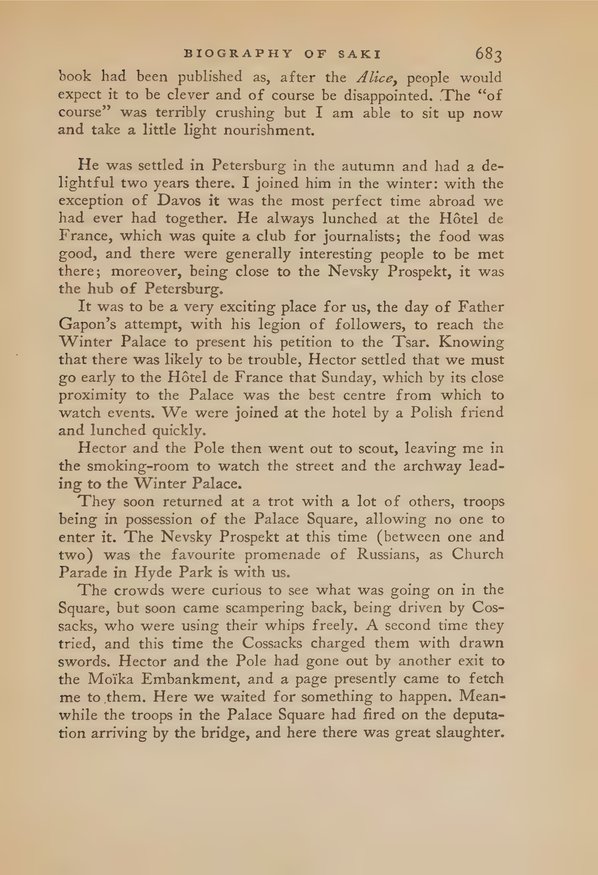 BIOGRAPHY OF SAKI 683
book had been published as, after the Alice, people would
expect it to be clever and of course be disappointed. The “of
course” was terribly crushing but I am able to sit up now
and take a little light nourishment.
He was settled in Petersburg in the autumn and had a de-
lightful two years there. I joined him in the winter: with the
exception of Davos it was the most perfect time abroad we
had ever had together. He always lunched at the Hôtel de
France, which was quite a club for journalists; the food was
good, and there were generally interesting people to be met
there; moreover, being close to the Nevsky Prospekt, it was
the hub of Petersburg.
It was to be a very exciting place for us, the day of Father
Gapon’s attempt, with his legion of followers, to reach the
Winter Palace to present his petition to the Tsar. Knowing
that there was likely to be trouble, Hector settled that we must
go early to the Hôtel de France that Sunday, which by its close
proximity to the Palace was the best centre from which to
watch events. We were joined at the hotel by a Polish friend
and lunched quickly.
Hector and the Pole then went out to scout, leaving me in
the smoking-room to watch the street and the archway lead-
ing to the Winter Palace.
They soon returned at a trot with a lot of others, troops
being in possession of the Palace Square, allowing no one to
enter it. The Nevsky Prospekt at this time (between one and
two) was the favourite promenade of Russians, as Church
Parade in Hyde Park is with us.
The crowds were curious to see what was going on in the
Square, but soon came scampering back, being driven by Cos-
sacks, who were using their whips freely. A second time they
tried, and this time the Cossacks charged them with drawn
swords. Hector and the Pole had gone out by another exit to
the Moïka Embankment, and a page presently came to fetch
me to them. Here we waited for something to happen. Mean-
while the troops in the Palace Square had fired on the deputa-
tion arriving by the bridge, and here there was great slaughter.